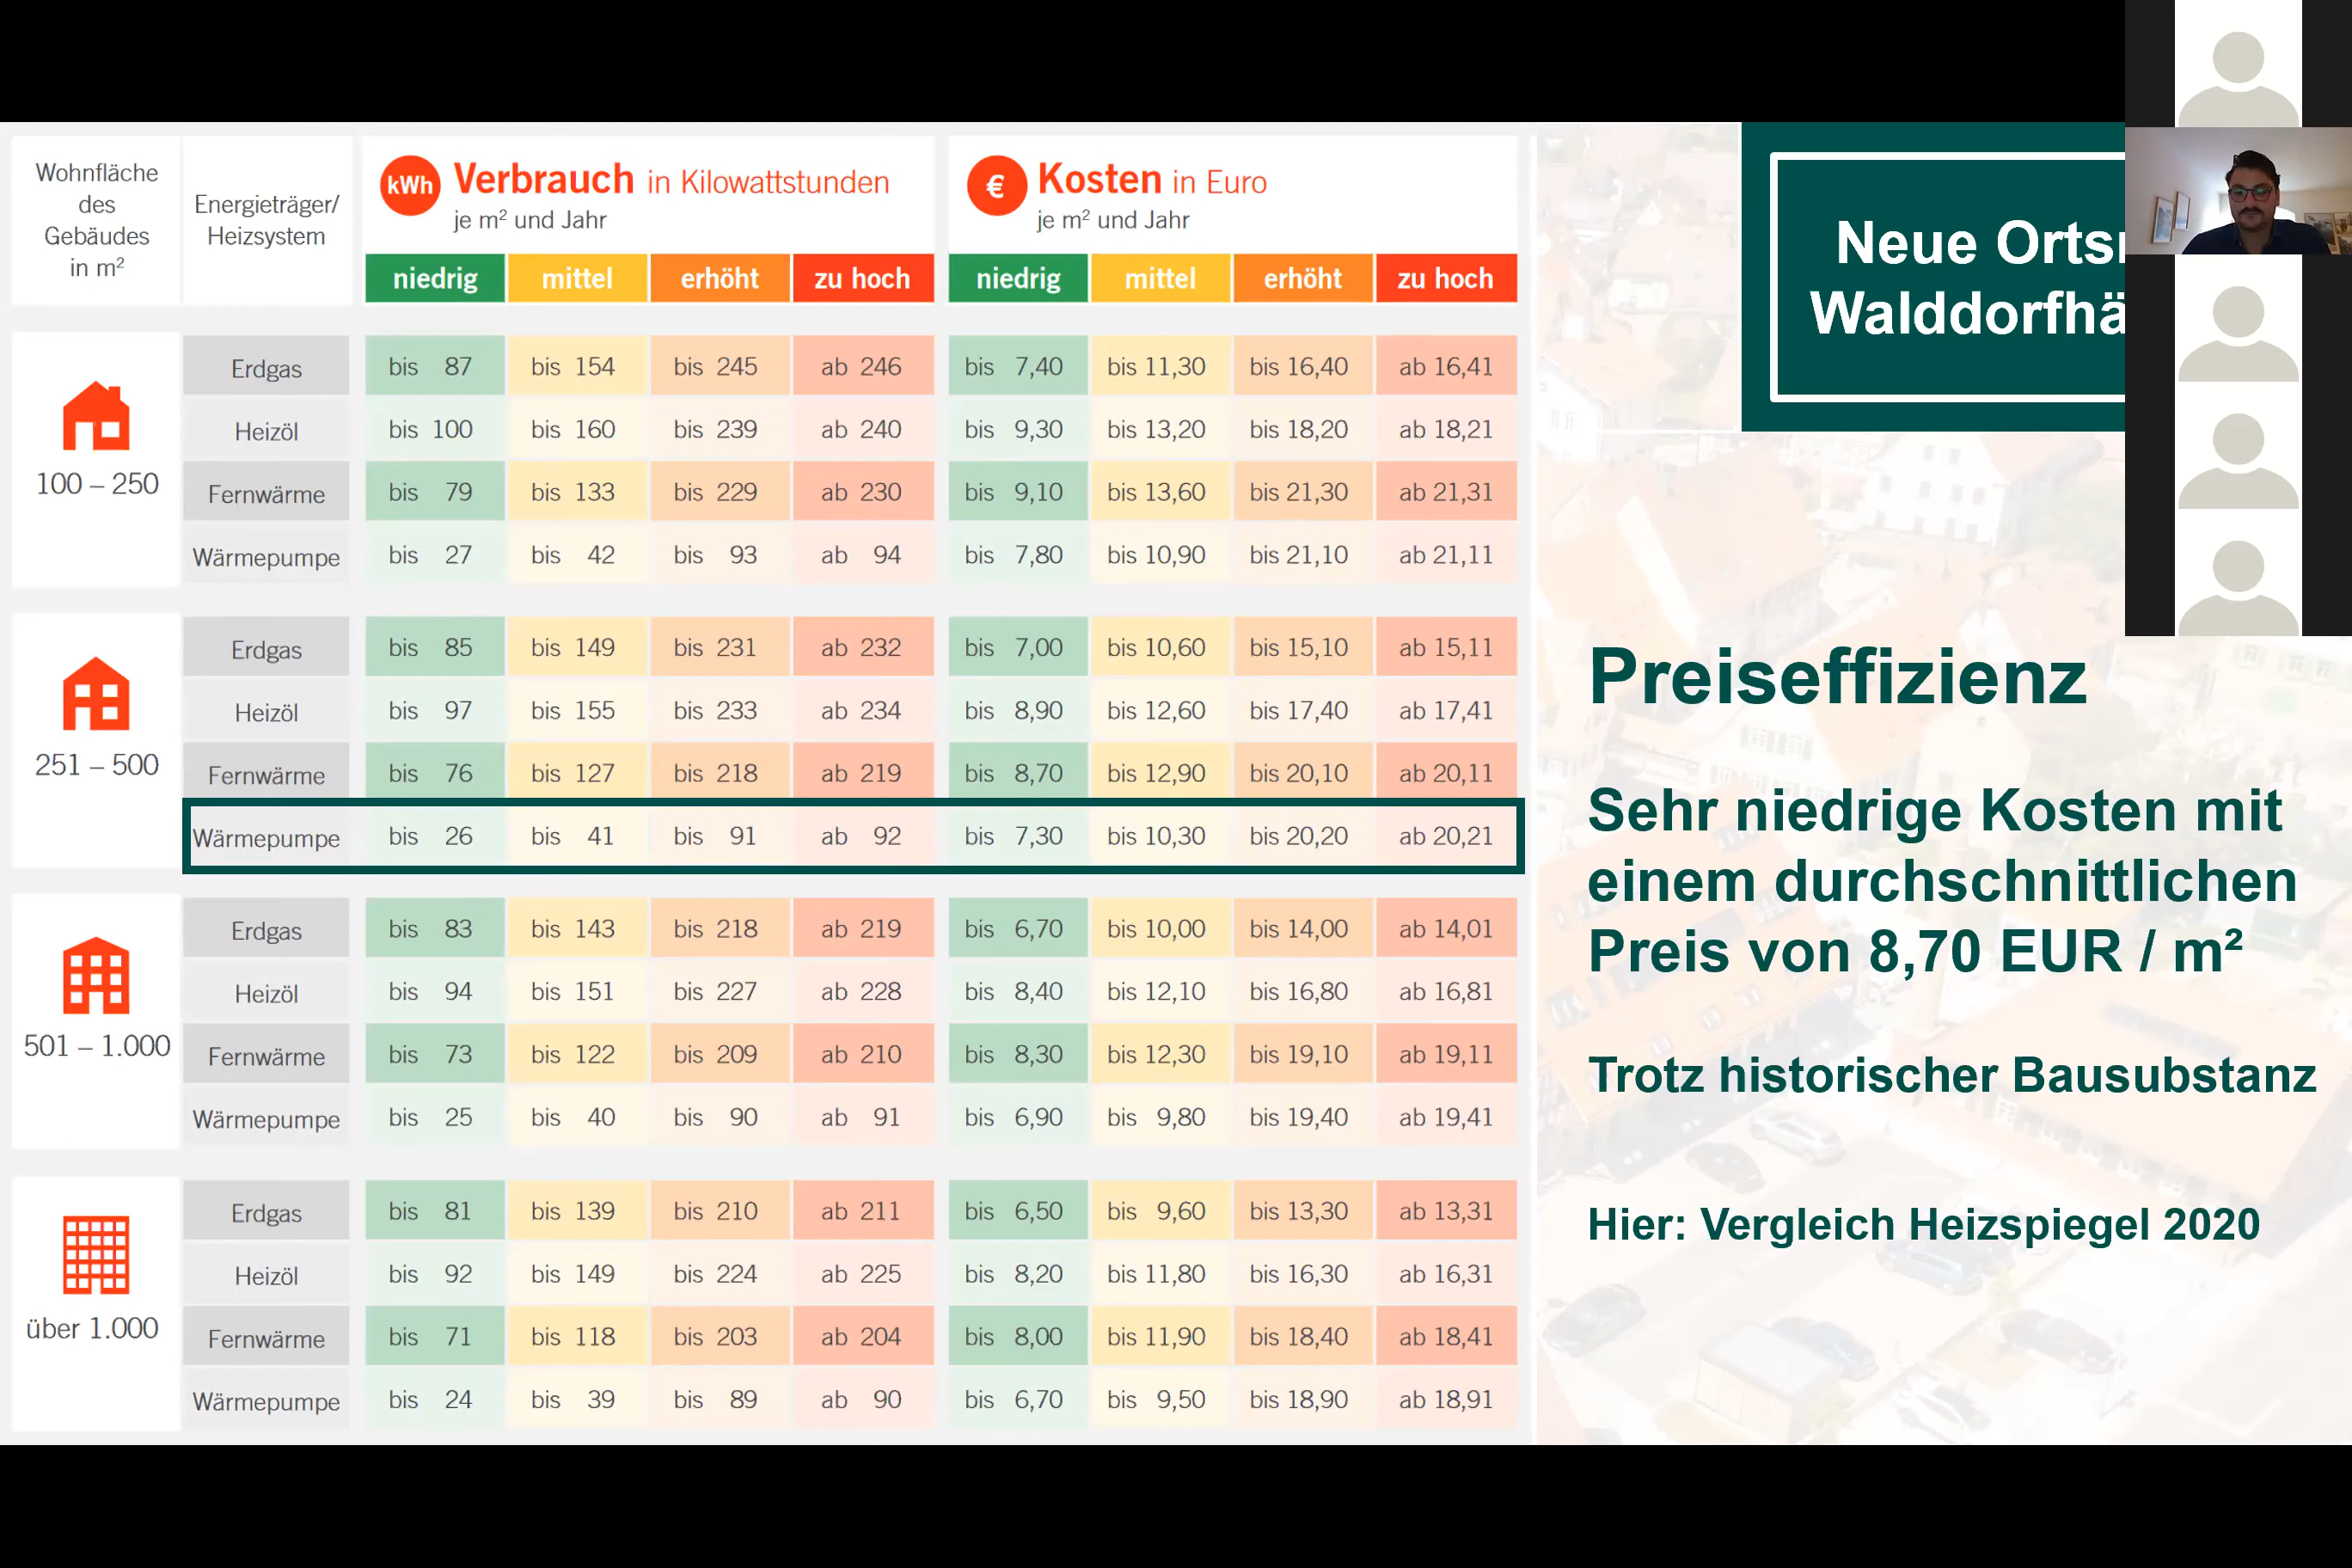 Wohnfläche
des
Gebäudes
in m²
Energieträger/
Heizsystem
kWh Verbrauch in Kilowattstunden
je m² und Jahr
€ Kosten in Euro
je m² und Jahr
niedrig mittel erhöht zu hoch niedrig mittel erhöht zu hoch
Erdgas bis 87 bis 154 bis 245 ab 246 bis 7,40 bis 11,30 bis 16,40 ab 16,41
Heizöl bis 100 bis 160 bis 239 ab 240 bis 9,30 bis 13,20 bis 18,20 ab 18,21
100 – 250
Fernwärme bis 79 bis 133 bis 229 ab 230 bis 9,10 bis 13,60 bis 21,30 ab 21,31
Wärmepumpe bis 27 bis 42 bis 93 ab 94 bis 7,80 bis 10,90 bis 21,10 ab 21,11
Erdgas bis 85 bis 149 bis 231 ab 232 bis 7,00 bis 10,60 bis 15,10 ab 15,11
Heizöl bis 97 bis 155 bis 233 ab 234 bis 8,90 bis 12,60 bis 17,40 ab 17,41
251 – 500
Fernwärme bis 76 bis 127 bis 218 ab 219 bis 8,70 bis 12,90 bis 20,10 ab 20,11
Wärmepumpe bis 26 bis 41 bis 91 ab 92 bis 7,30 bis 10,30 bis 20,20 ab 20,21
Erdgas bis 83 bis 143 bis 218 ab 219 bis 6,70 bis 10,00 bis 14,00 ab 14,01
Heizöl bis 94 bis 151 bis 227 ab 228 bis 8,40 bis 12,10 bis 16,80 ab 16,81
501 – 1.000
Fernwärme bis 73 bis 122 bis 209 ab 210 bis 8,30 bis 12,30 bis 19,10 ab 19,11
Wärmepumpe bis 25 bis 40 bis 90 ab 91 bis 6,90 bis 9,80 bis 19,40 ab 19,41
Erdgas bis 81 bis 139 bis 210 ab 211 bis 6,50 bis 9,60 bis 13,30 ab 13,31
Heizöl bis 92 bis 149 bis 224 ab 225 bis 8,20 bis 11,80 bis 16,30 ab 16,31
über 1.000
Fernwärme bis 71 bis 118 bis 203 ab 204 bis 8,00 bis 11,90 bis 18,40 ab 18,41
Wärmepumpe bis 24 bis 39 bis 89 ab 90 bis 6,70 bis 9,50 bis 18,90 ab 18,91
Neue
Preiseffizienz
Sehr niedrige Kosten mit
einem durchschnittlichen
Preis von 8,70 EUR / m²
Trotz historischer Bausubstanz
Hier: Vergleich Heizspiegel 2020